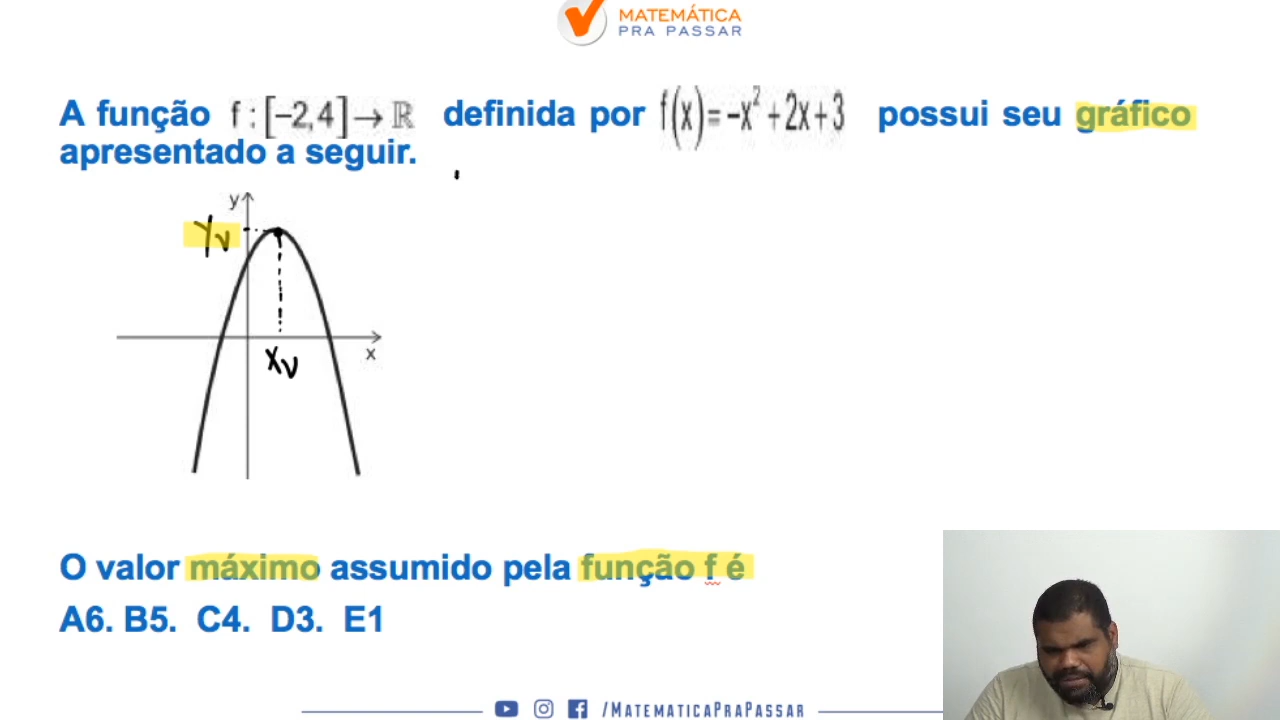 MATEMÁTICA
PRA PASSAR
A função f : [−2,4] → ℝ definida por f(x) = −x² + 2x + 3 possui seu gráfico
apresentado a seguir.
y
Yv
x
Xv
O valor máximo assumido pela função f é
A6. B5. C4. D3. E1
/MATEMATICAPRAPASSAR